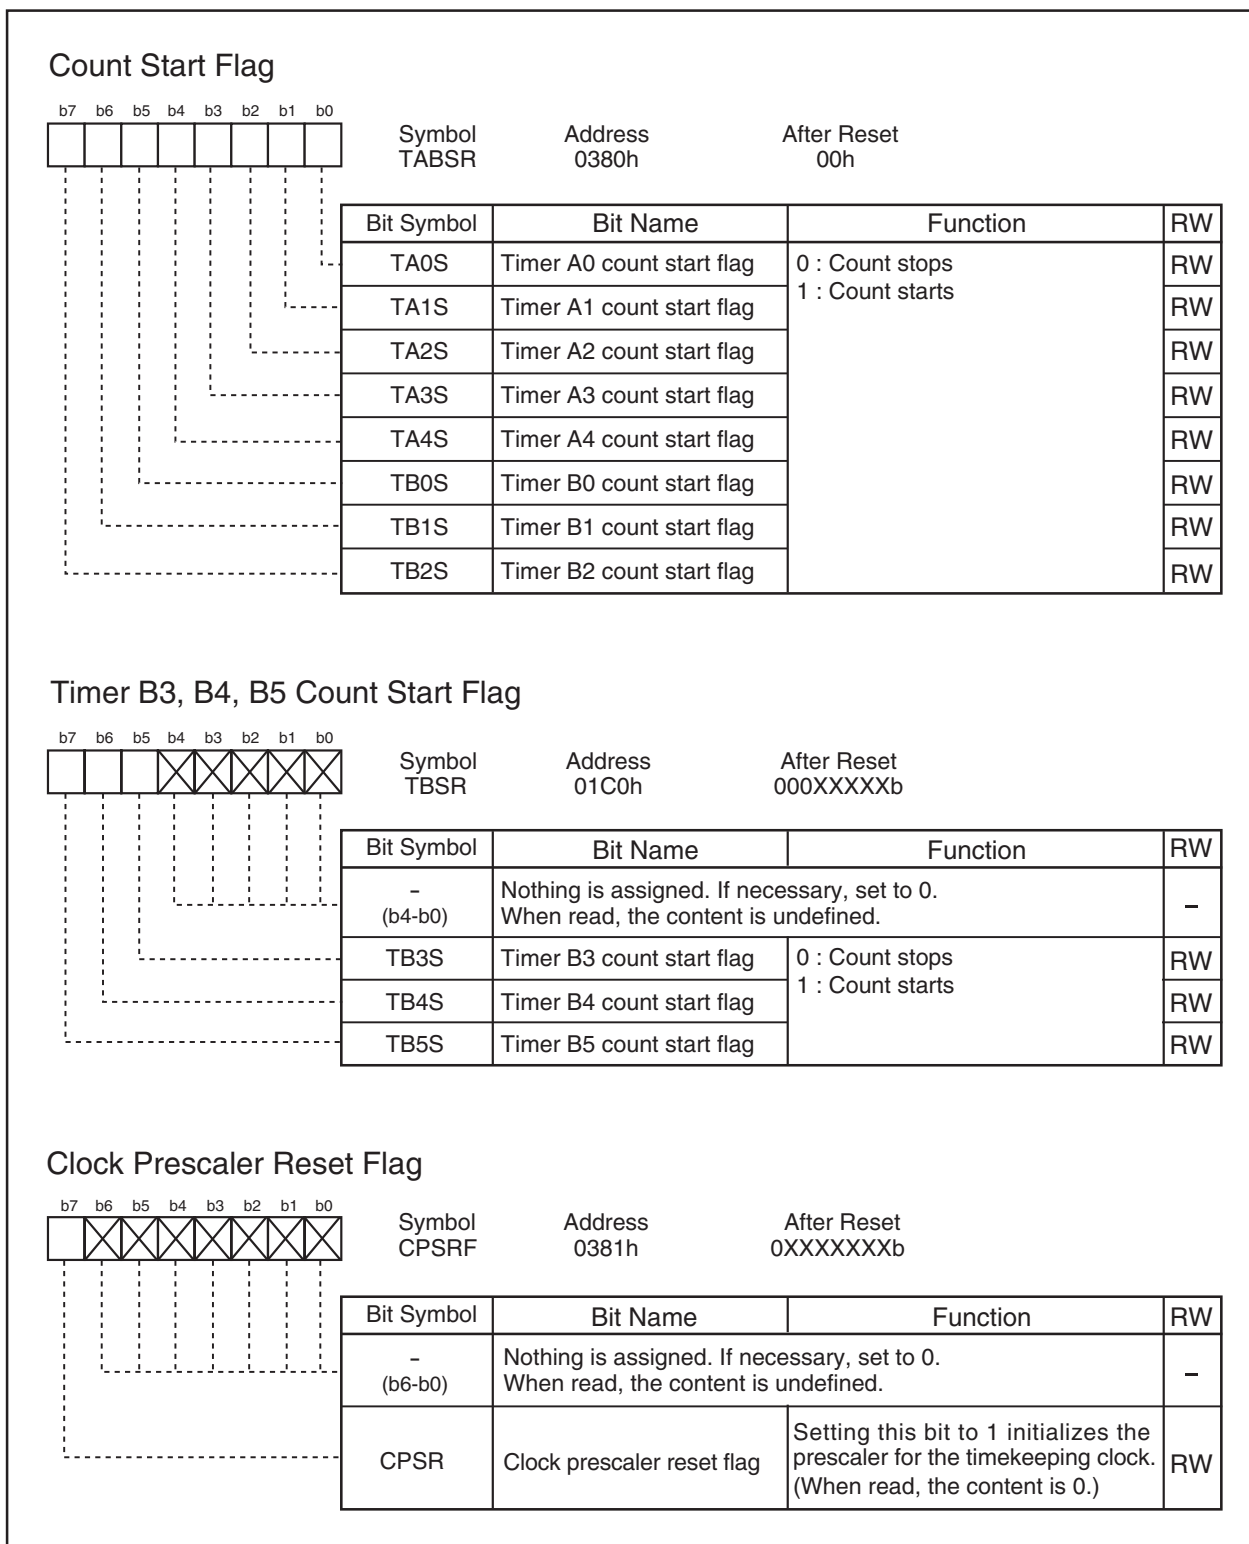 Count Start Flag
b7 b6 b5 b4 b3 b2 b1 b0
Symbol Address After Reset
TABSR 0380h 00h
Bit Symbol Bit Name Function RW
TA0S Timer A0 count start flag 0 : Count stops RW
1 : Count starts
TA1S Timer A1 count start flag RW
TA2S Timer A2 count start flag RW
TA3S Timer A3 count start flag RW
TA4S Timer A4 count start flag RW
TB0S Timer B0 count start flag RW
TB1S Timer B1 count start flag RW
TB2S Timer B2 count start flag RW
Timer B3, B4, B5 Count Start Flag
b7 b6 b5 b4 b3 b2 b1 b0
Symbol Address After Reset
TBSR 01C0h 000XXXXXb
Bit Symbol Bit Name Function RW
– Nothing is assigned. If necessary, set to 0.
(b4-b0) When read, the content is undefined. –
TB3S Timer B3 count start flag 0 : Count stops RW
1 : Count starts
TB4S Timer B4 count start flag RW
TB5S Timer B5 count start flag RW
Clock Prescaler Reset Flag
b7 b6 b5 b4 b3 b2 b1 b0
Symbol Address After Reset
CPSRF 0381h 0XXXXXXXb
Bit Symbol Bit Name Function RW
– Nothing is assigned. If necessary, set to 0.
(b6-b0) When read, the content is undefined. –
Setting this bit to 1 initializes the
CPSR Clock prescaler reset flag prescaler for the timekeeping clock. RW
(When read, the content is 0.)